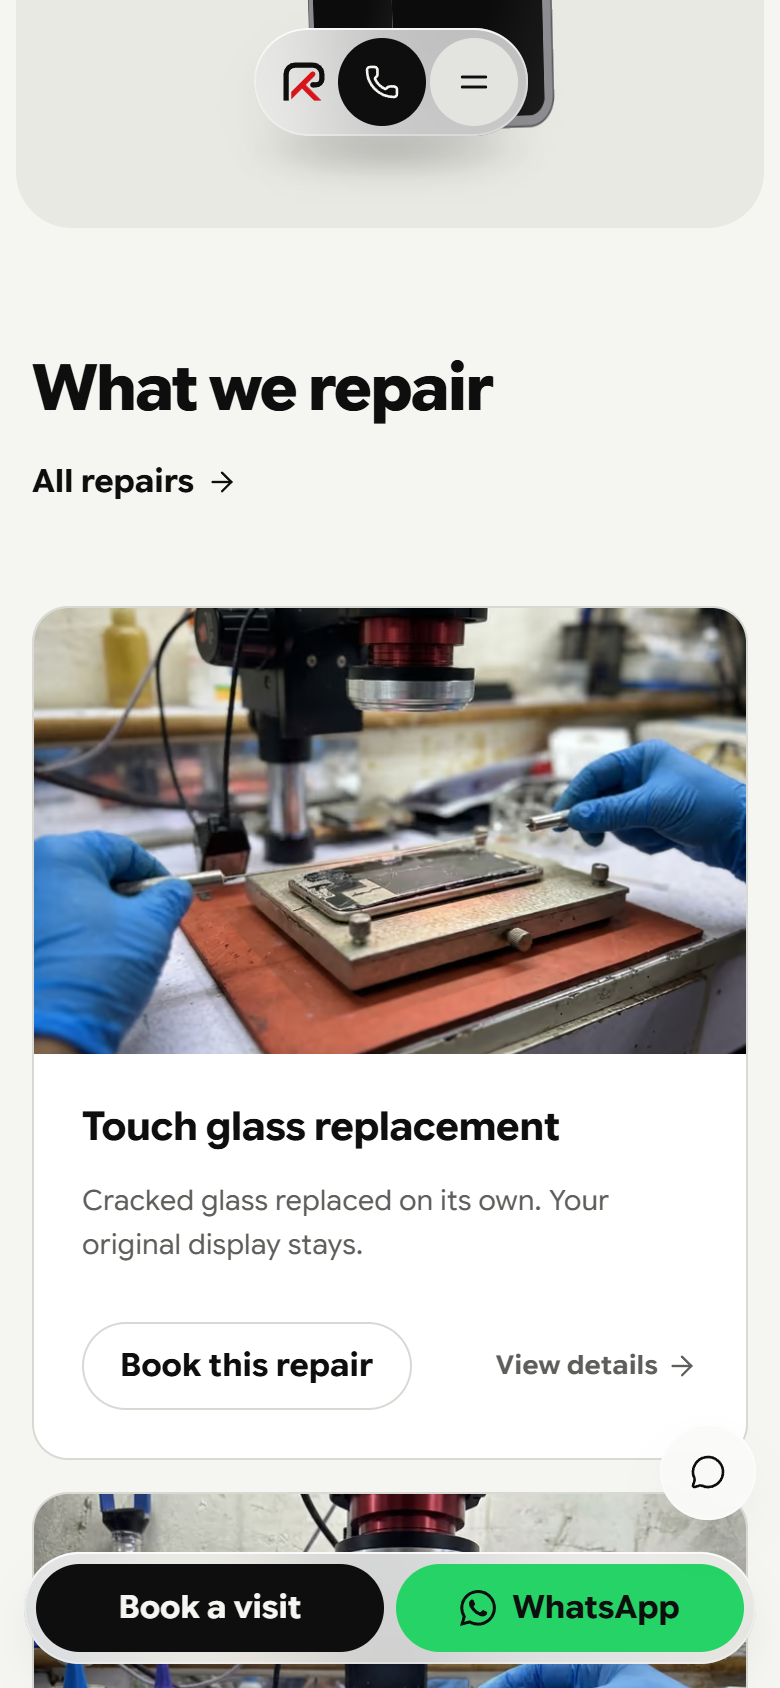 What we repair
All repairs →
Touch glass replacement
Cracked glass replaced on its own. Your
original display stays.
Book this repair
View details →
Book a visit
WhatsApp